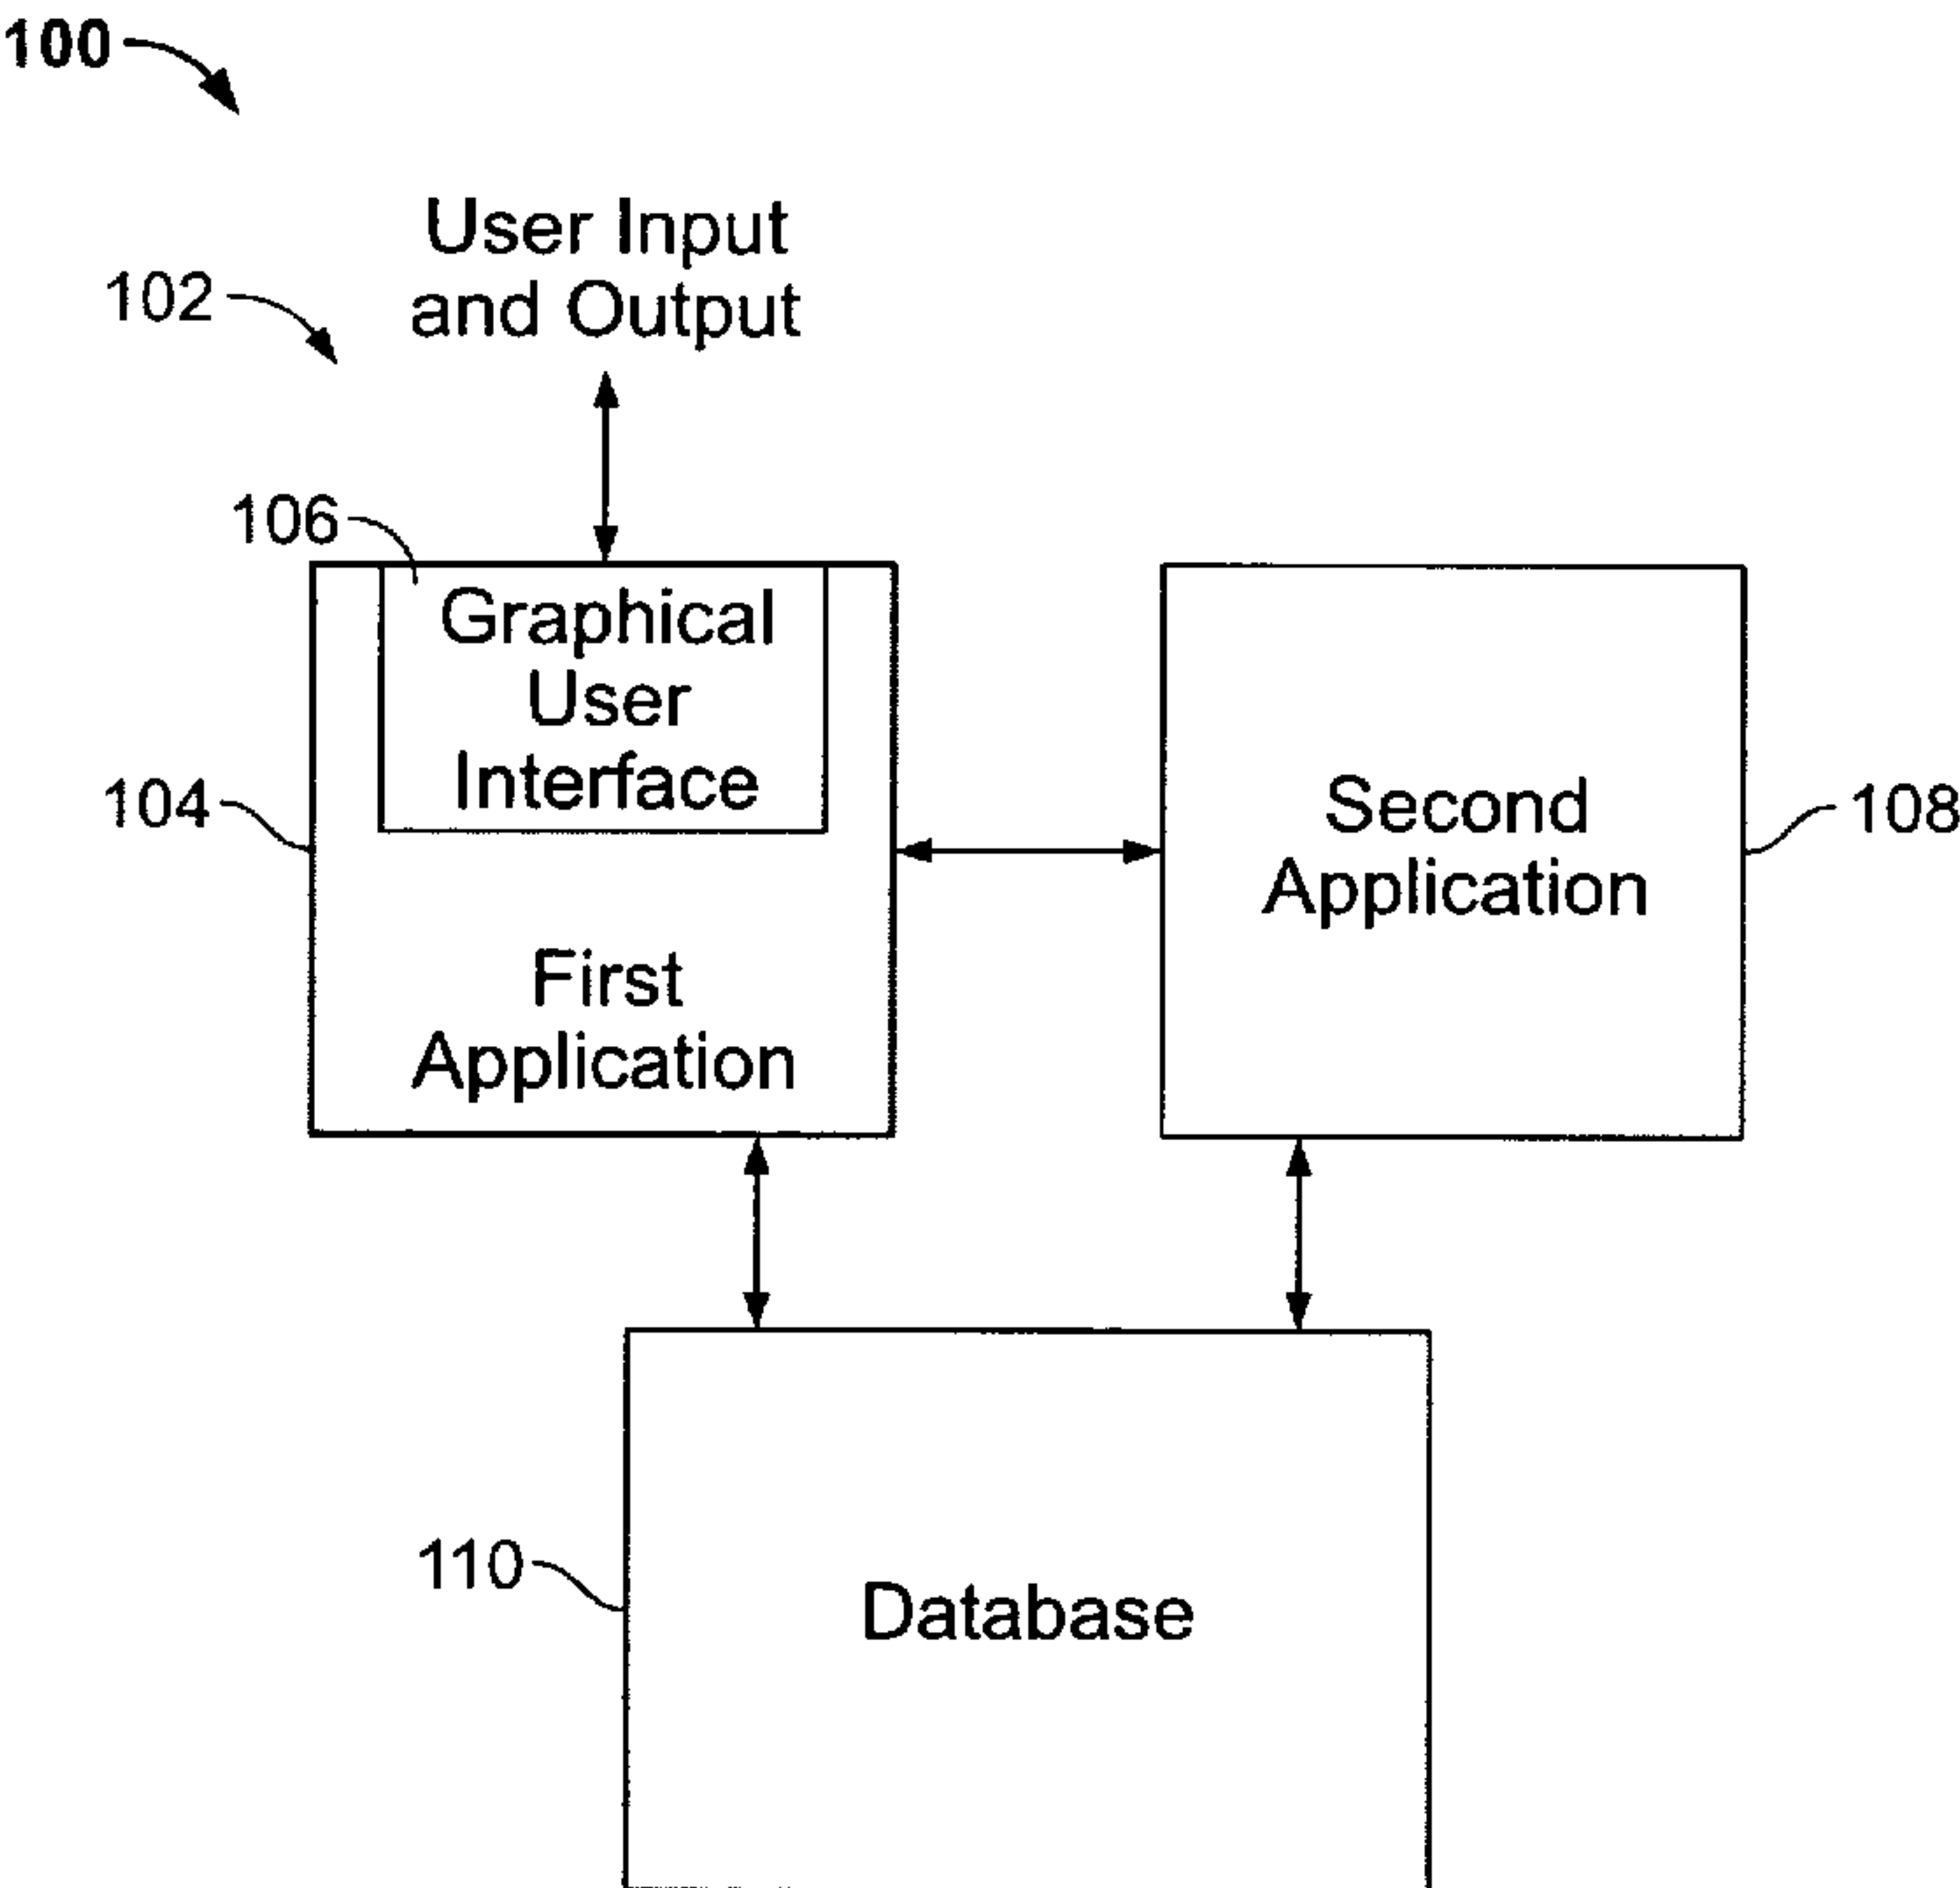 100
User Input
and Output
102
106
Graphical
User
Interface
104
First
Application
Second
Application
108
110
Database